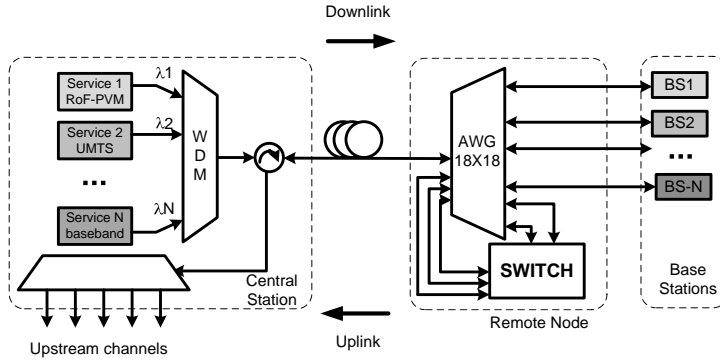 Downlink
Service 1
RoF-PVM
λ1
Service 2
UMTS
λ2
...
Service N
baseband
λN
W
D
M
AWG
18X18
BS1
BS2
...
BS-N
SWITCH
Central
Station
Base
Stations
Remote Node
Uplink
Upstream channels